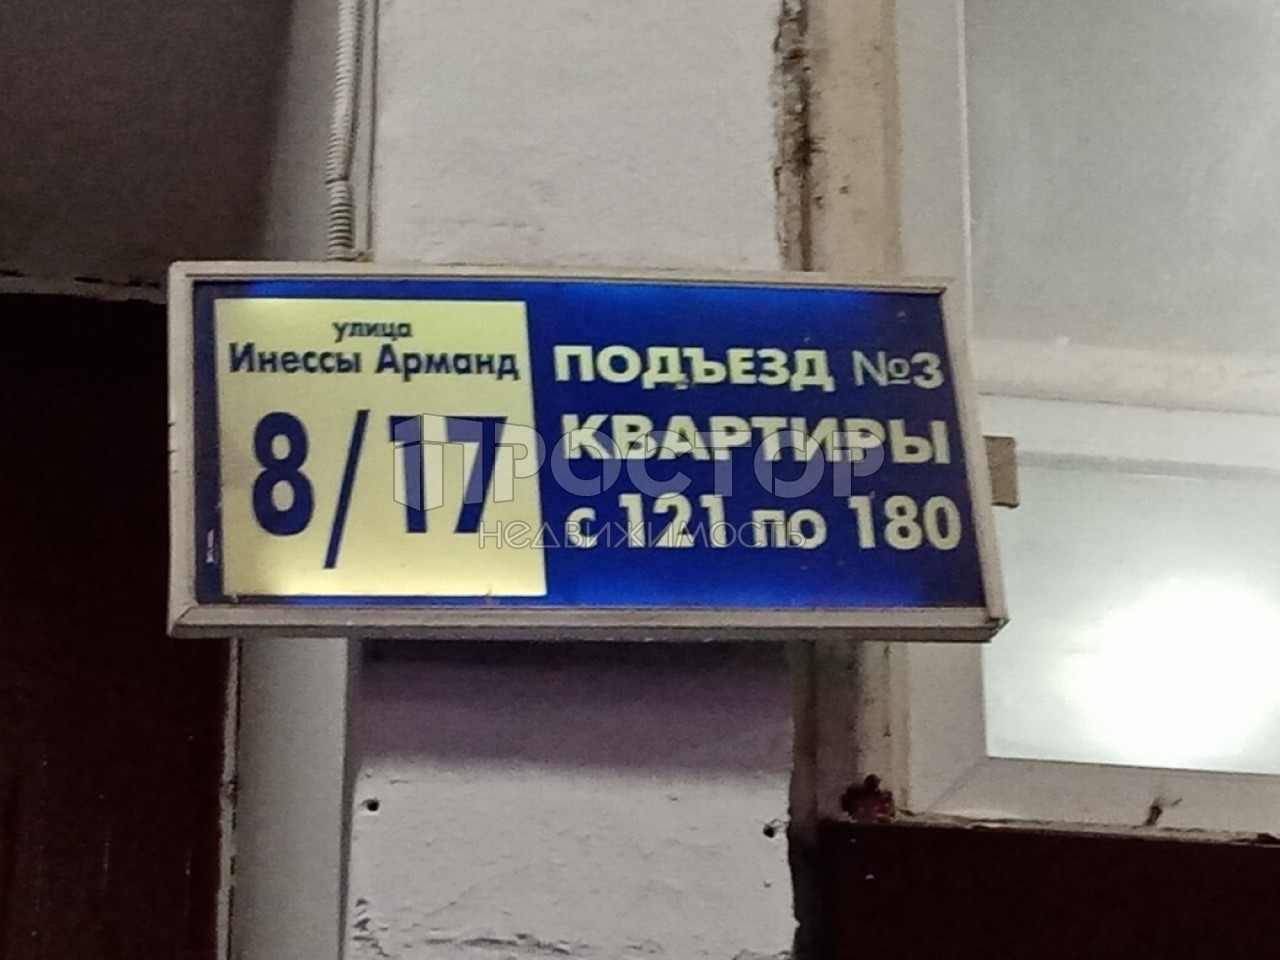 улица
Инессы Арманд
8/17
ПОДЪЕЗД №3
КВАРТИРЫ
с 121 по 180
ПРОСТОР
НЕДВИЖИМОСТЬ